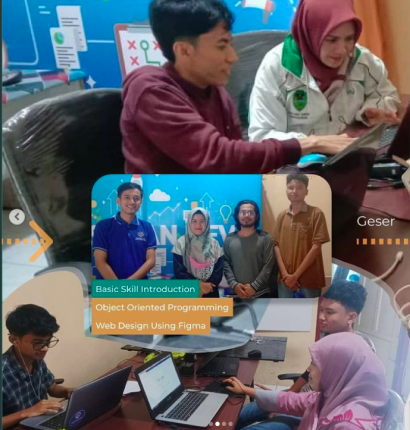 Geser
Basic Skill Introduction
Object Oriented Programming
Web Design Using Figma